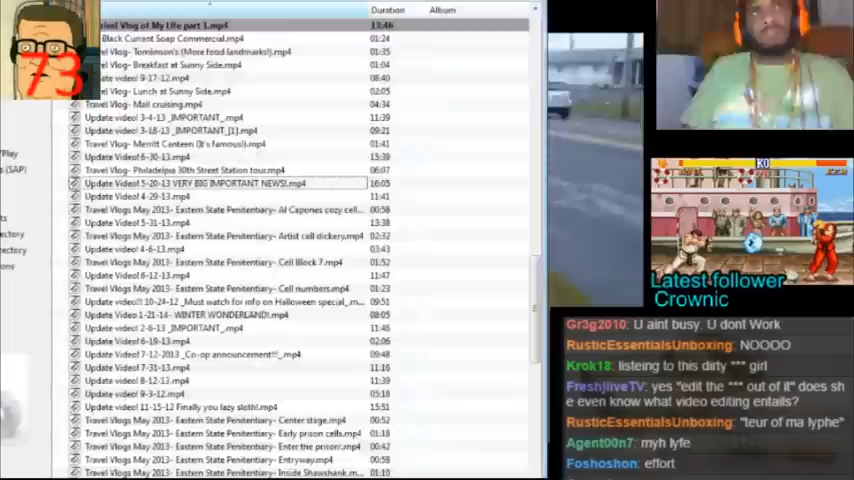 Duration
Album
Travel Vlog of My Life part 1.mp4 13:46
Black Currant Soap Commercial.mp4 01:24
Travel Vlog- Tomlinson's (More food landmarks!).mp4 01:35
Travel Vlog- Breakfast at Sunny Side.mp4 01:04
Update video! 9-17-12.mp4 08:40
Travel Vlog- Lunch at Sunny Side.mp4 02:05
Travel Vlog- Mail cruising.mp4 04:34
Update video! 3-4-13 _IMPORTANT_.mp4 11:39
Update video! 3-18-13 _IMPORTANT_[1].mp4 09:21
Travel Vlog- Merritt Canteen (It's famous!).mp4 01:41
Update Video! 6-30-13.mp4 15:39
Travel Vlog- Philadelpia 30th Street Station tour.mp4 06:07
Update Video! 5-20-13 VERY BIG IMPORTANT NEWS!.mp4 16:05
Update Video! 4-29-13.mp4 11:41
Travel Vlogs May 2013- Eastern State Penitentiary- Al Capones cozy cell... 00:58
Update Video! 5-31-13.mp4 13:38
Travel Vlogs May 2013- Eastern State Penitentiary- Artist cell dickery.mp4 02:32
Update Video! 4-6-13.mp4 03:43
Travel Vlogs May 2013- Eastern State Penitentiary- Cell Block 7.mp4 01:52
Update Video! 6-12-13.mp4 11:47
Travel Vlogs May 2013- Eastern State Penitentiary- Cell numbers.mp4 01:23
Update video!!! 10-24-12 _Must watch for info on Halloween special_.m... 09:51
Update Video! 1-21-14- WINTER WONDERLAND!.mp4 08:05
Update video! 2-6-13 _IMPORTANT_.mp4 11:46
Update Video! 6-19-13.mp4 02:06
Update Video! 7-12-2013 _Co-op announcement!!_.mp4 09:48
Update Video! 7-31-13.mp4 11:16
Update Video! 8-12-13.mp4 11:39
Update Video! 9-3-12.mp4 05:18
Update Video! 11-15-12 Finally you lazy sloth!.mp4 15:51
Travel Vlogs May 2013- Eastern State Penitentiary- Center stage.mp4 00:52
Travel Vlogs May 2013- Eastern State Penitentiary- Early prison cells.mp4 01:18
Travel Vlogs May 2013- Eastern State Penitentiary- Enter the prison!.mp4 00:42
Travel Vlogs May 2013- Eastern State Penitentiary- Entryway.mp4 00:58
Travel Vlogs May 2013- Eastern State Penitentiary- Inside Shawshank.m... 01:10
73
/Play
(SAP)
ts
ectory
rectory
ions
KO
Latest follower
Crownic
Gr3g2010: U aint busy. U dont Work
RusticEssentialsUnboxing: NOOOO
Krok18: listening to this dirty *** girl
FreshjiiveTV: yes "edit the *** out of it" does sh
e even know what video editing entails?
RusticEssentialsUnboxing: "teur of ma lyphe"
Agent00n7: myh lyfe
Foshoshon: effort